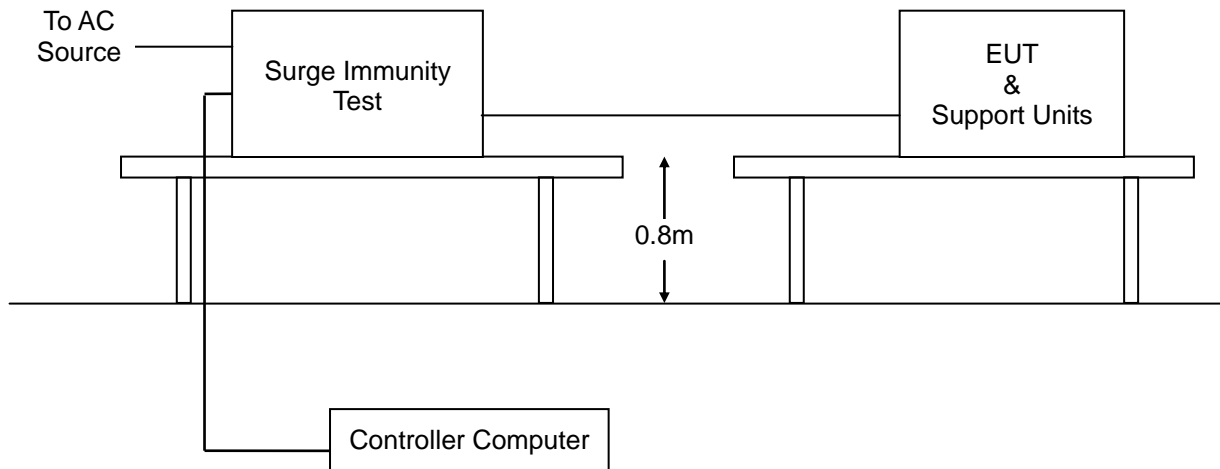 To AC
Source
Surge Immunity
Test
EUT
&
Support Units
0.8m
Controller Computer